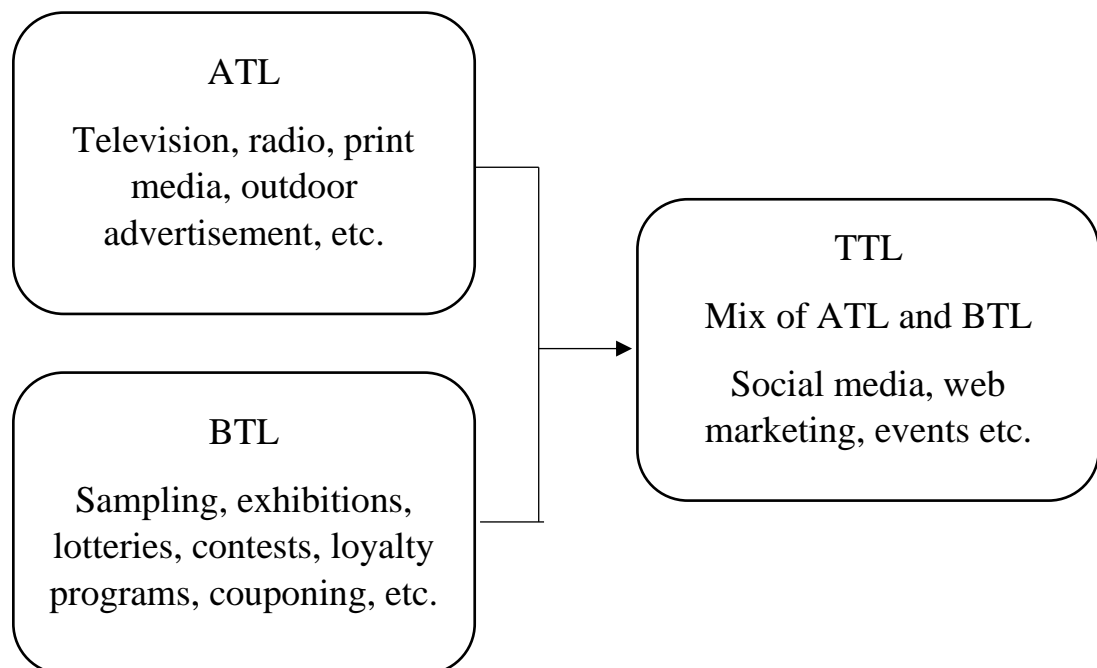 ATL
Television, radio, print
media, outdoor
advertisement, etc.
BTL
Sampling, exhibitions,
lotteries, contests, loyalty
programs, couponing, etc.
TTL
Mix of ATL and BTL
Social media, web
marketing, events etc.